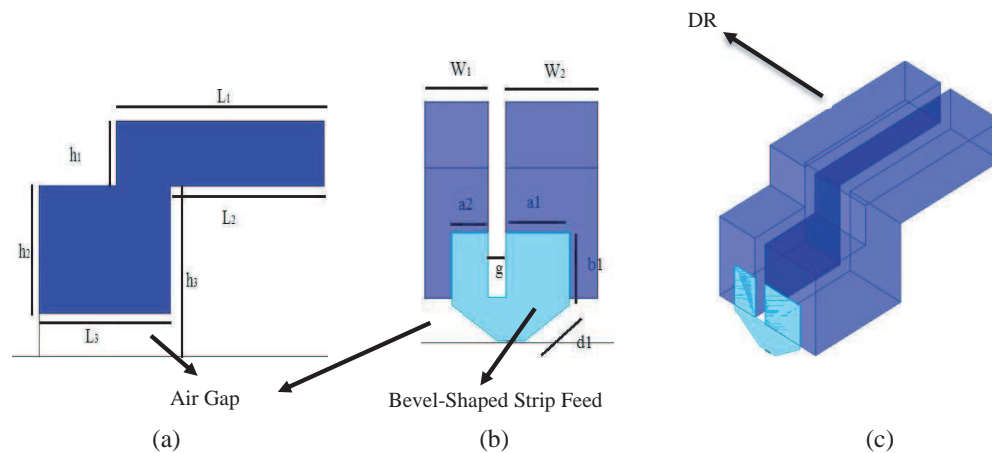 DR
W₁ W₂
L₁
h₁
a2 a1
L₂
h₂
h₃
g
b1
L₃
d1
Air Gap
Bevel-Shaped Strip Feed
(a)
(b)
(c)